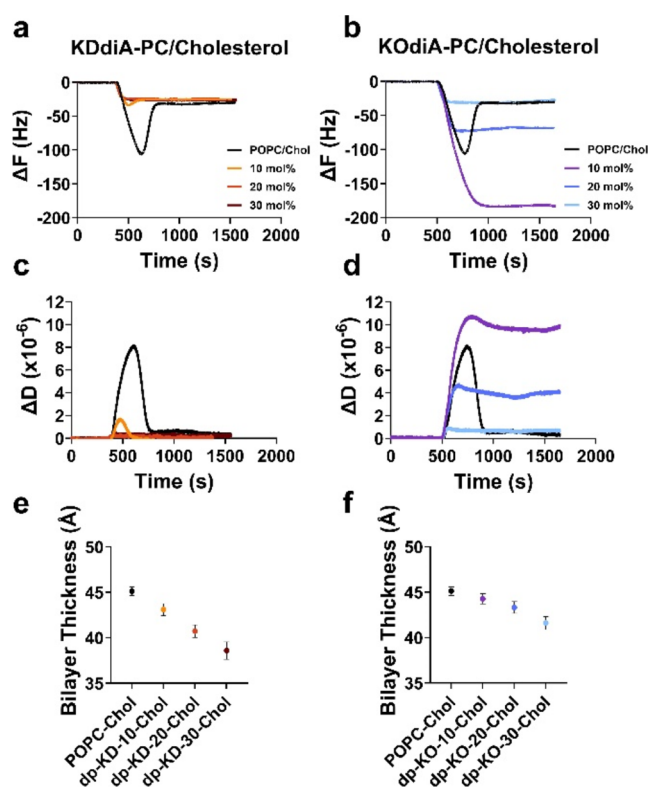 a
KDdiA-PC/Cholesterol
0
-50
-100
-150
-200
ΔF (Hz)
POPC/Chol
10 mol%
20 mol%
30 mol%
0 500 1000 1500 2000
Time (s)
b
KOdiA-PC/Cholesterol
0
-50
-100
-150
-200
ΔF (Hz)
POPC/Chol
10 mol%
20 mol%
30 mol%
0 500 1000 1500 2000
Time (s)
c
12
10
8
6
4
2
0
ΔD (x10⁻⁶)
0 500 1000 1500 2000
Time (s)
d
12
10
8
6
4
2
0
ΔD (x10⁻⁶)
0 500 1000 1500 2000
Time (s)
e
50
45
40
35
Bilayer Thickness (Å)
POPC-Chol
dp-KD-10-Chol
dp-KD-20-Chol
dp-KD-30-Chol
f
50
45
40
35
Bilayer Thickness (Å)
POPC-Chol
dp-KO-10-Chol
dp-KO-20-Chol
dp-KO-30-Chol